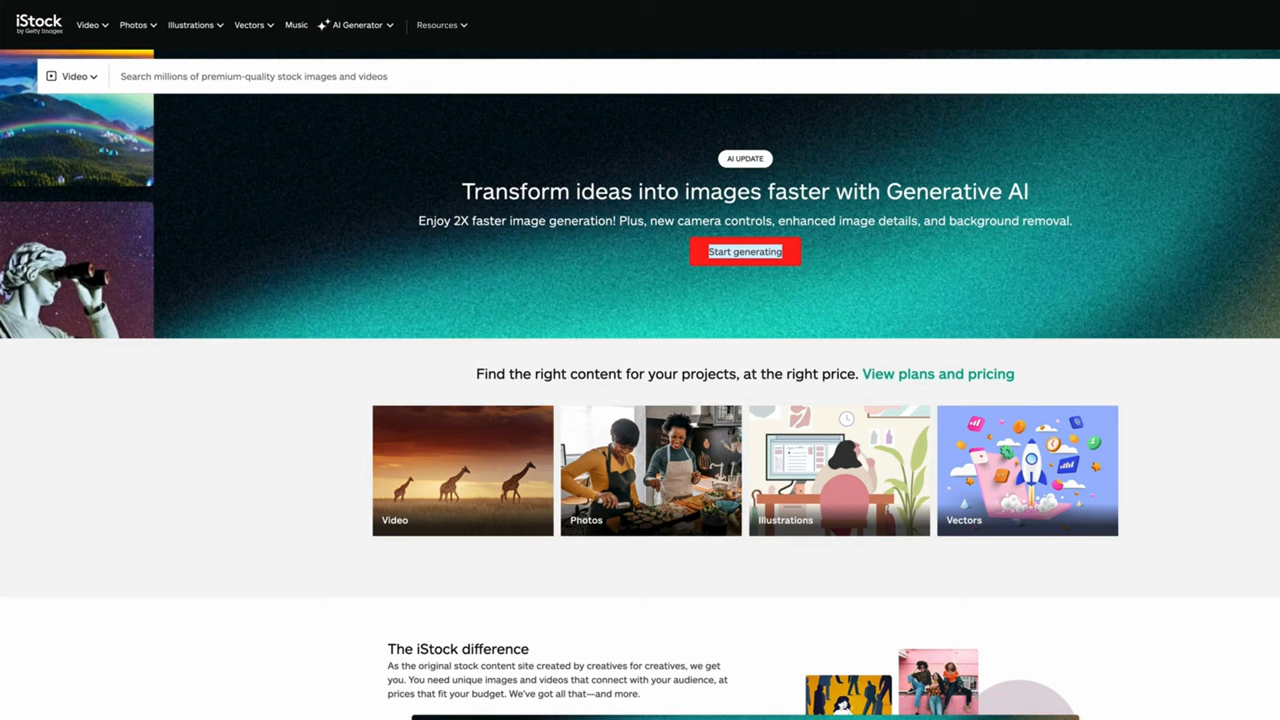 iStock
by Getty Images
Video
Photos
Illustrations
Vectors
Music
AI Generator
Resources
Video
Search millions of premium-quality stock images and videos
AI UPDATE
Transform ideas into images faster with Generative AI
Enjoy 2X faster image generation! Plus, new camera controls, enhanced image details, and background removal.
Start generating
Find the right content for your projects, at the right price. View plans and pricing
Video
Photos
Illustrations
Vectors
The iStock difference
As the original stock content site created by creatives for creatives, we get
you. You need unique images and videos that connect with your audience, at
prices that fit your budget. We've got all that—and more.